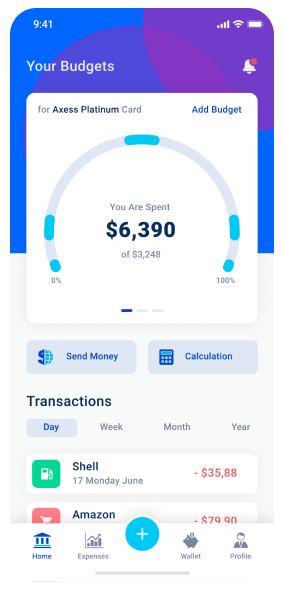 9:41
Your Budgets
for Axess Platinum Card
Add Budget
You Are Spent
$6,390
of $3,248
0%
100%
Send Money
Calculation
Transactions
Day
Week
Month
Year
Shell
- $35,88
17 Monday June
Amazon
- $79,90
Home
Expenses
Wallet
Profile